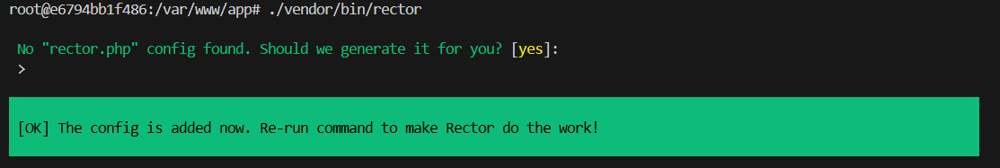 root@e6794bb1f486:/var/www/app# ./vendor/bin/rector
No "rector.php" config found. Should we generate it for you? [yes]:
>
[OK] The config is added now. Re-run command to make Rector do the work!